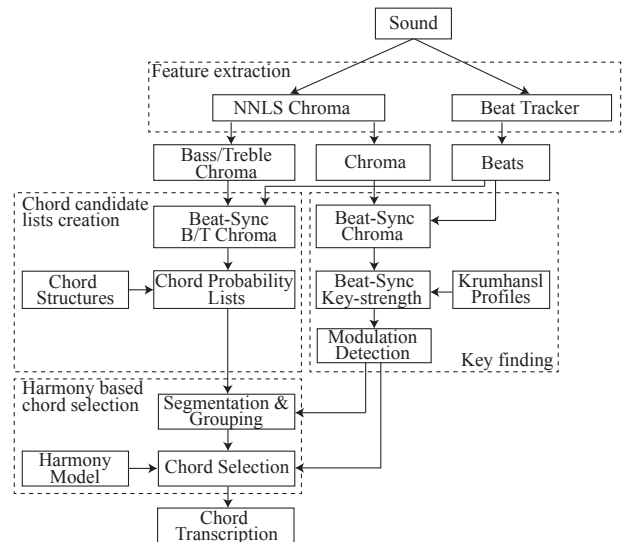 Sound
Feature extraction
NNLS Chroma
Beat Tracker
Bass/Treble
Chroma
Chroma
Beats
Chord candidate
lists creation
Beat-Sync
B/T Chroma
Beat-Sync
Chroma
Chord
Structures
Chord Probability
Lists
Beat-Sync
Key-strength
Krumhansl
Profiles
Modulation
Detection
Key finding
Harmony based
chord selection
Segmentation &
Grouping
Harmony
Model
Chord Selection
Chord
Transcription